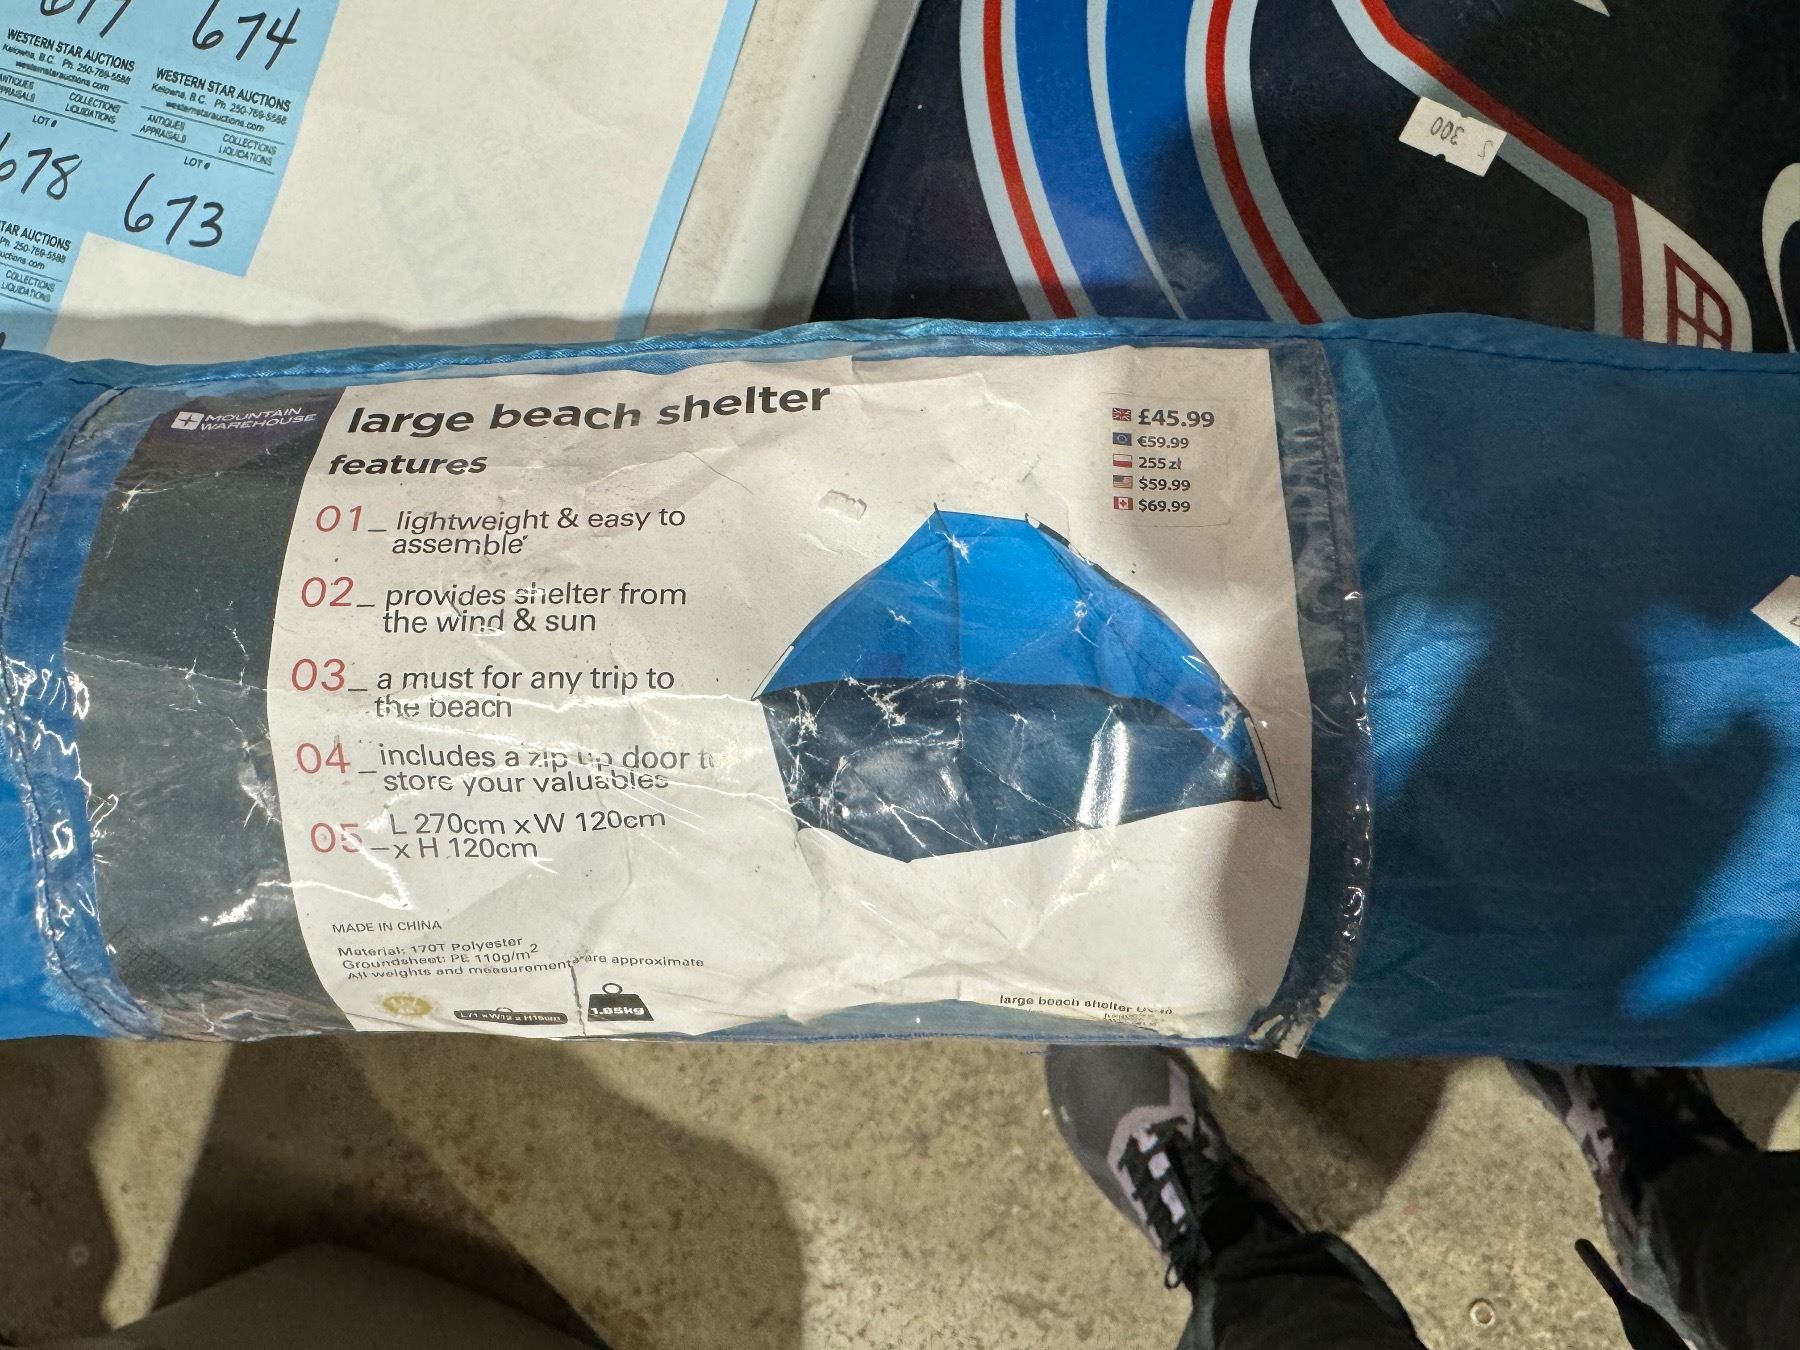 674
WESTERN STAR AUCTIONS
Kelowna, B.C. Ph. 250-769-5588
westernstarauctions.com
ANTIQUES COLLECTIONS
APPRAISALS LIQUIDATIONS
LOT #
673
WESTERN STAR AUCTIONS
Kelowna, B.C. Ph. 250-769-5588
westernstarauctions.com
ANTIQUES COLLECTIONS
APPRAISALS LIQUIDATIONS
LOT #
678
STAR AUCTIONS
Ph. 250-769-5588
COLLECTIONS
LIQUIDATIONS
300
MOUNTAIN
WAREHOUSE
large beach shelter
features
01_ lightweight & easy to
assemble
02_ provides shelter from
the wind & sun
03_ a must for any trip to
the beach
04_ includes a zip up door
store your valuables
05_ L 270cm x W 120cm
x H 120cm
£45.99
€59.99
255 zł
$59.99
$69.99
MADE IN CHINA
Material: 170T Polyester
Groundsheet: PE 110g/m2
All weights and measurements are approximate
1.85kg
large beach shelter